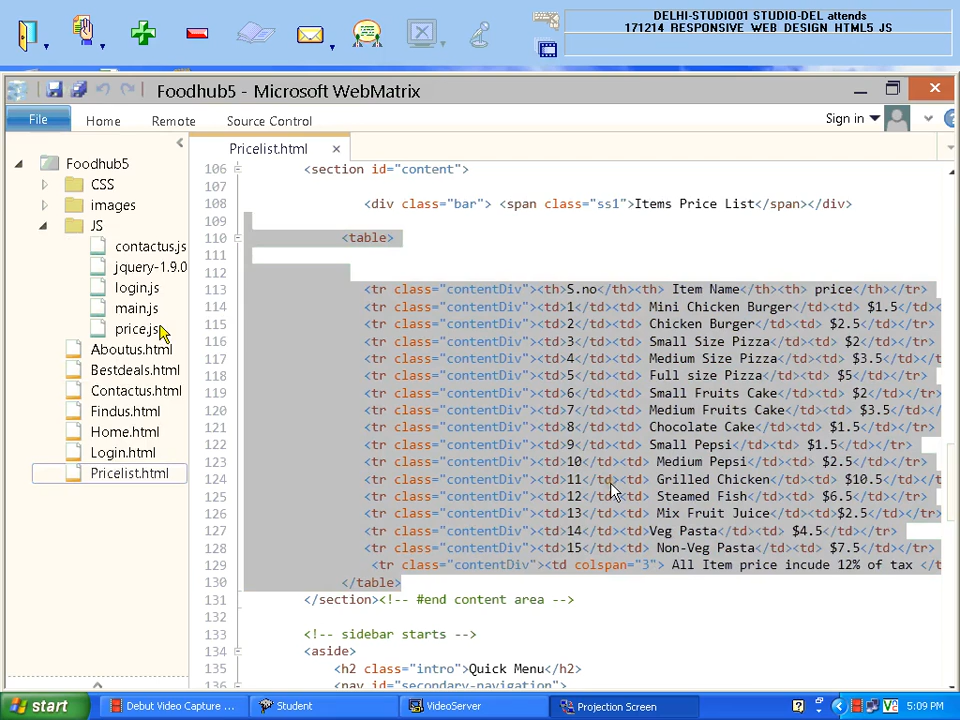 DELHI-STUDIO01 STUDIO-DEL attends
171214 RESPONSIVE WEB DESIGN HTML5 JS
Foodhub5 - Microsoft WebMatrix
File Home Remote Source Control Sign in
Pricelist.html
Foodhub5
CSS
images
JS
contactus.js
jquery-1.9.0
login.js
main.js
price.js
Aboutus.html
Bestdeals.html
Contactus.html
Findus.html
Home.html
Login.html
Pricelist.html
106 <section id="content">
107
108 <div class="bar"> <span class="ss1">Items Price List</span></div>
109
110 <table>
111
112
113 <tr class="contentDiv"><th>S.no</th><th> Item Name</th><th> price</th></tr>
114 <tr class="contentDiv"><td>1</td><td> Mini Chicken Burger</td><td> $1.5</td></t
115 <tr class="contentDiv"><td>2</td><td> Chicken Burger</td><td> $2.5</td></tr>
116 <tr class="contentDiv"><td>3</td><td> Small Size Pizza</td><td> $2</td></tr>
117 <tr class="contentDiv"><td>4</td><td> Medium Size Pizza</td><td> $3.5</td></t
118 <tr class="contentDiv"><td>5</td><td> Full size Pizza</td><td> $5</td></tr>
119 <tr class="contentDiv"><td>6</td><td> Small Fruits Cake</td><td> $2</td></tr>
120 <tr class="contentDiv"><td>7</td><td> Medium Fruits Cake</td><td> $3.5</td></
121 <tr class="contentDiv"><td>8</td><td> Chocolate Cake</td><td> $1.5</td></tr>
122 <tr class="contentDiv"><td>9</td><td> Small Pepsi</td><td> $1.5</td></tr>
123 <tr class="contentDiv"><td>10</td><td> Medium Pepsi</td><td> $2.5</td></tr>
124 <tr class="contentDiv"><td>11</td><td> Grilled Chicken</td><td> $10.5</td></t
125 <tr class="contentDiv"><td>12</td><td> Steamed Fish</td><td> $6.5</td></tr>
126 <tr class="contentDiv"><td>13</td><td> Mix Fruit Juice</td><td>$2.5</td></tr>
127 <tr class="contentDiv"><td>14</td><td>Veg Pasta</td><td> $4.5</td></tr>
128 <tr class="contentDiv"><td>15</td><td> Non-Veg Pasta</td><td> $7.5</td></tr>
129 <tr class="contentDiv"><td colspan="3"> All Item price incude 12% of tax </t
130 </table>
131 </section><!-- #end content area -->
132
133 <!-- sidebar starts -->
134 <aside>
135 <h2 class="intro">Quick Menu</h2>
136 <nav id="secondary-navigation">
start Debut Video Capture ... Student VideoServer Projection Screen 5:09 PM